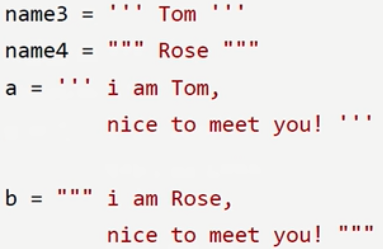 name3 = ''' Tom '''
name4 = """ Rose """
a = ''' i am Tom,
        nice to meet you! '''
b = """ i am Rose,
        nice to meet you! """